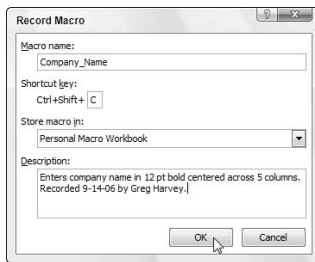 Record Macro
Macro name:
Company_Name
Shortcut key:
Ctrl+Shift+ C
Store macro in:
Personal Macro Workbook
Description:
Enters company name in 12 pt bold centered across 5 columns.
Recorded 9-14-06 by Greg Harvey.
OK
Cancel